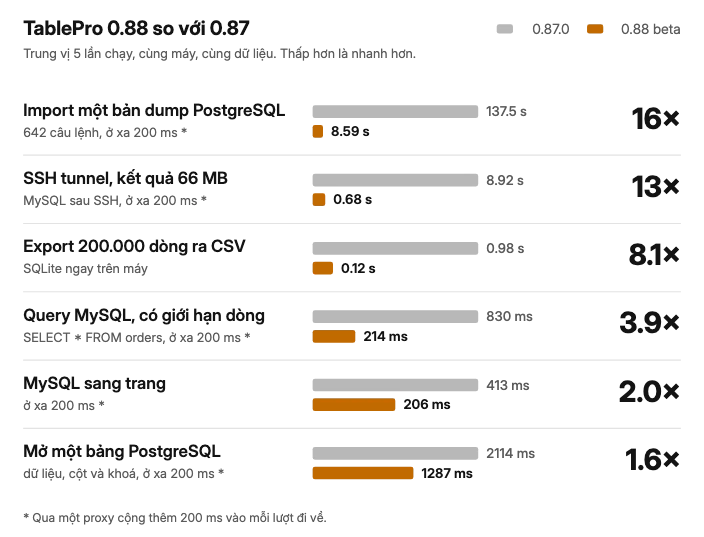 TablePro 0.88 so với 0.87
0.87.0 0.88 beta
Trung vị 5 lần chạy, cùng máy, cùng dữ liệu. Thấp hơn là nhanh hơn.
Import một bản dump PostgreSQL
642 câu lệnh, ở xa 200 ms *
137.5 s
8.59 s
16×
SSH tunnel, kết quả 66 MB
MySQL sau SSH, ở xa 200 ms *
8.92 s
0.68 s
13×
Export 200.000 dòng ra CSV
SQLite ngay trên máy
0.98 s
0.12 s
8.1×
Query MySQL, có giới hạn dòng
SELECT * FROM orders, ở xa 200 ms *
830 ms
214 ms
3.9×
MySQL sang trang
ở xa 200 ms *
413 ms
206 ms
2.0×
Mở một bảng PostgreSQL
dữ liệu, cột và khoá, ở xa 200 ms *
2114 ms
1287 ms
1.6×
* Qua một proxy cộng thêm 200 ms vào mỗi lượt đi về.